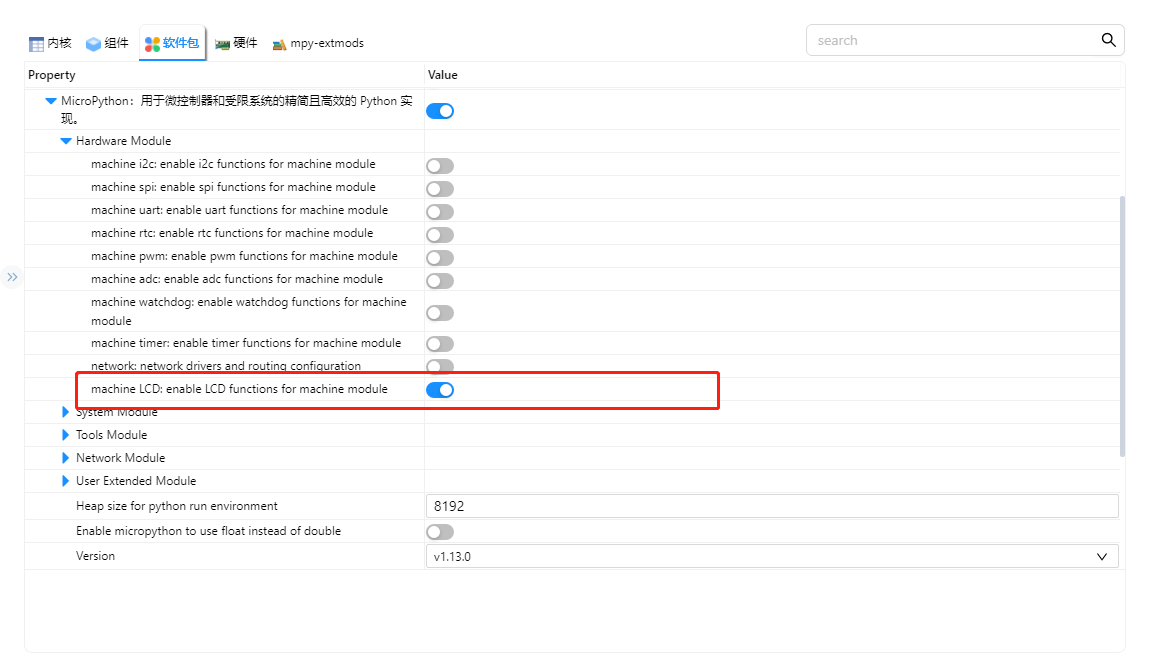 内核 组件 软件包 硬件 mpy-extmods search
Property Value
MicroPython：用于微控制器和受限系统的精简且高效的 Python 实
现。
Hardware Module
machine i2c: enable i2c functions for machine module
machine spi: enable spi functions for machine module
machine uart: enable uart functions for machine module
machine rtc: enable rtc functions for machine module
machine pwm: enable pwm functions for machine module
machine adc: enable adc functions for machine module
machine watchdog: enable watchdog functions for machine
module
machine timer: enable timer functions for machine module
network: network drivers and routing configuration
machine LCD: enable LCD functions for machine module
System Module
Tools Module
Network Module
User Extended Module
Heap size for python run environment 8192
Enable micropython to use float instead of double
Version v1.13.0